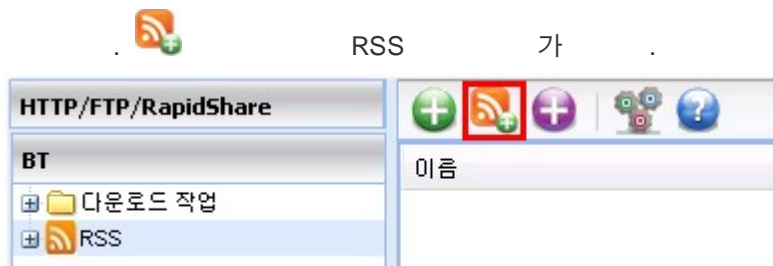 . RSS 가 .
HTTP/FTP/RapidShare
BT
이름
다운로드 작업
RSS